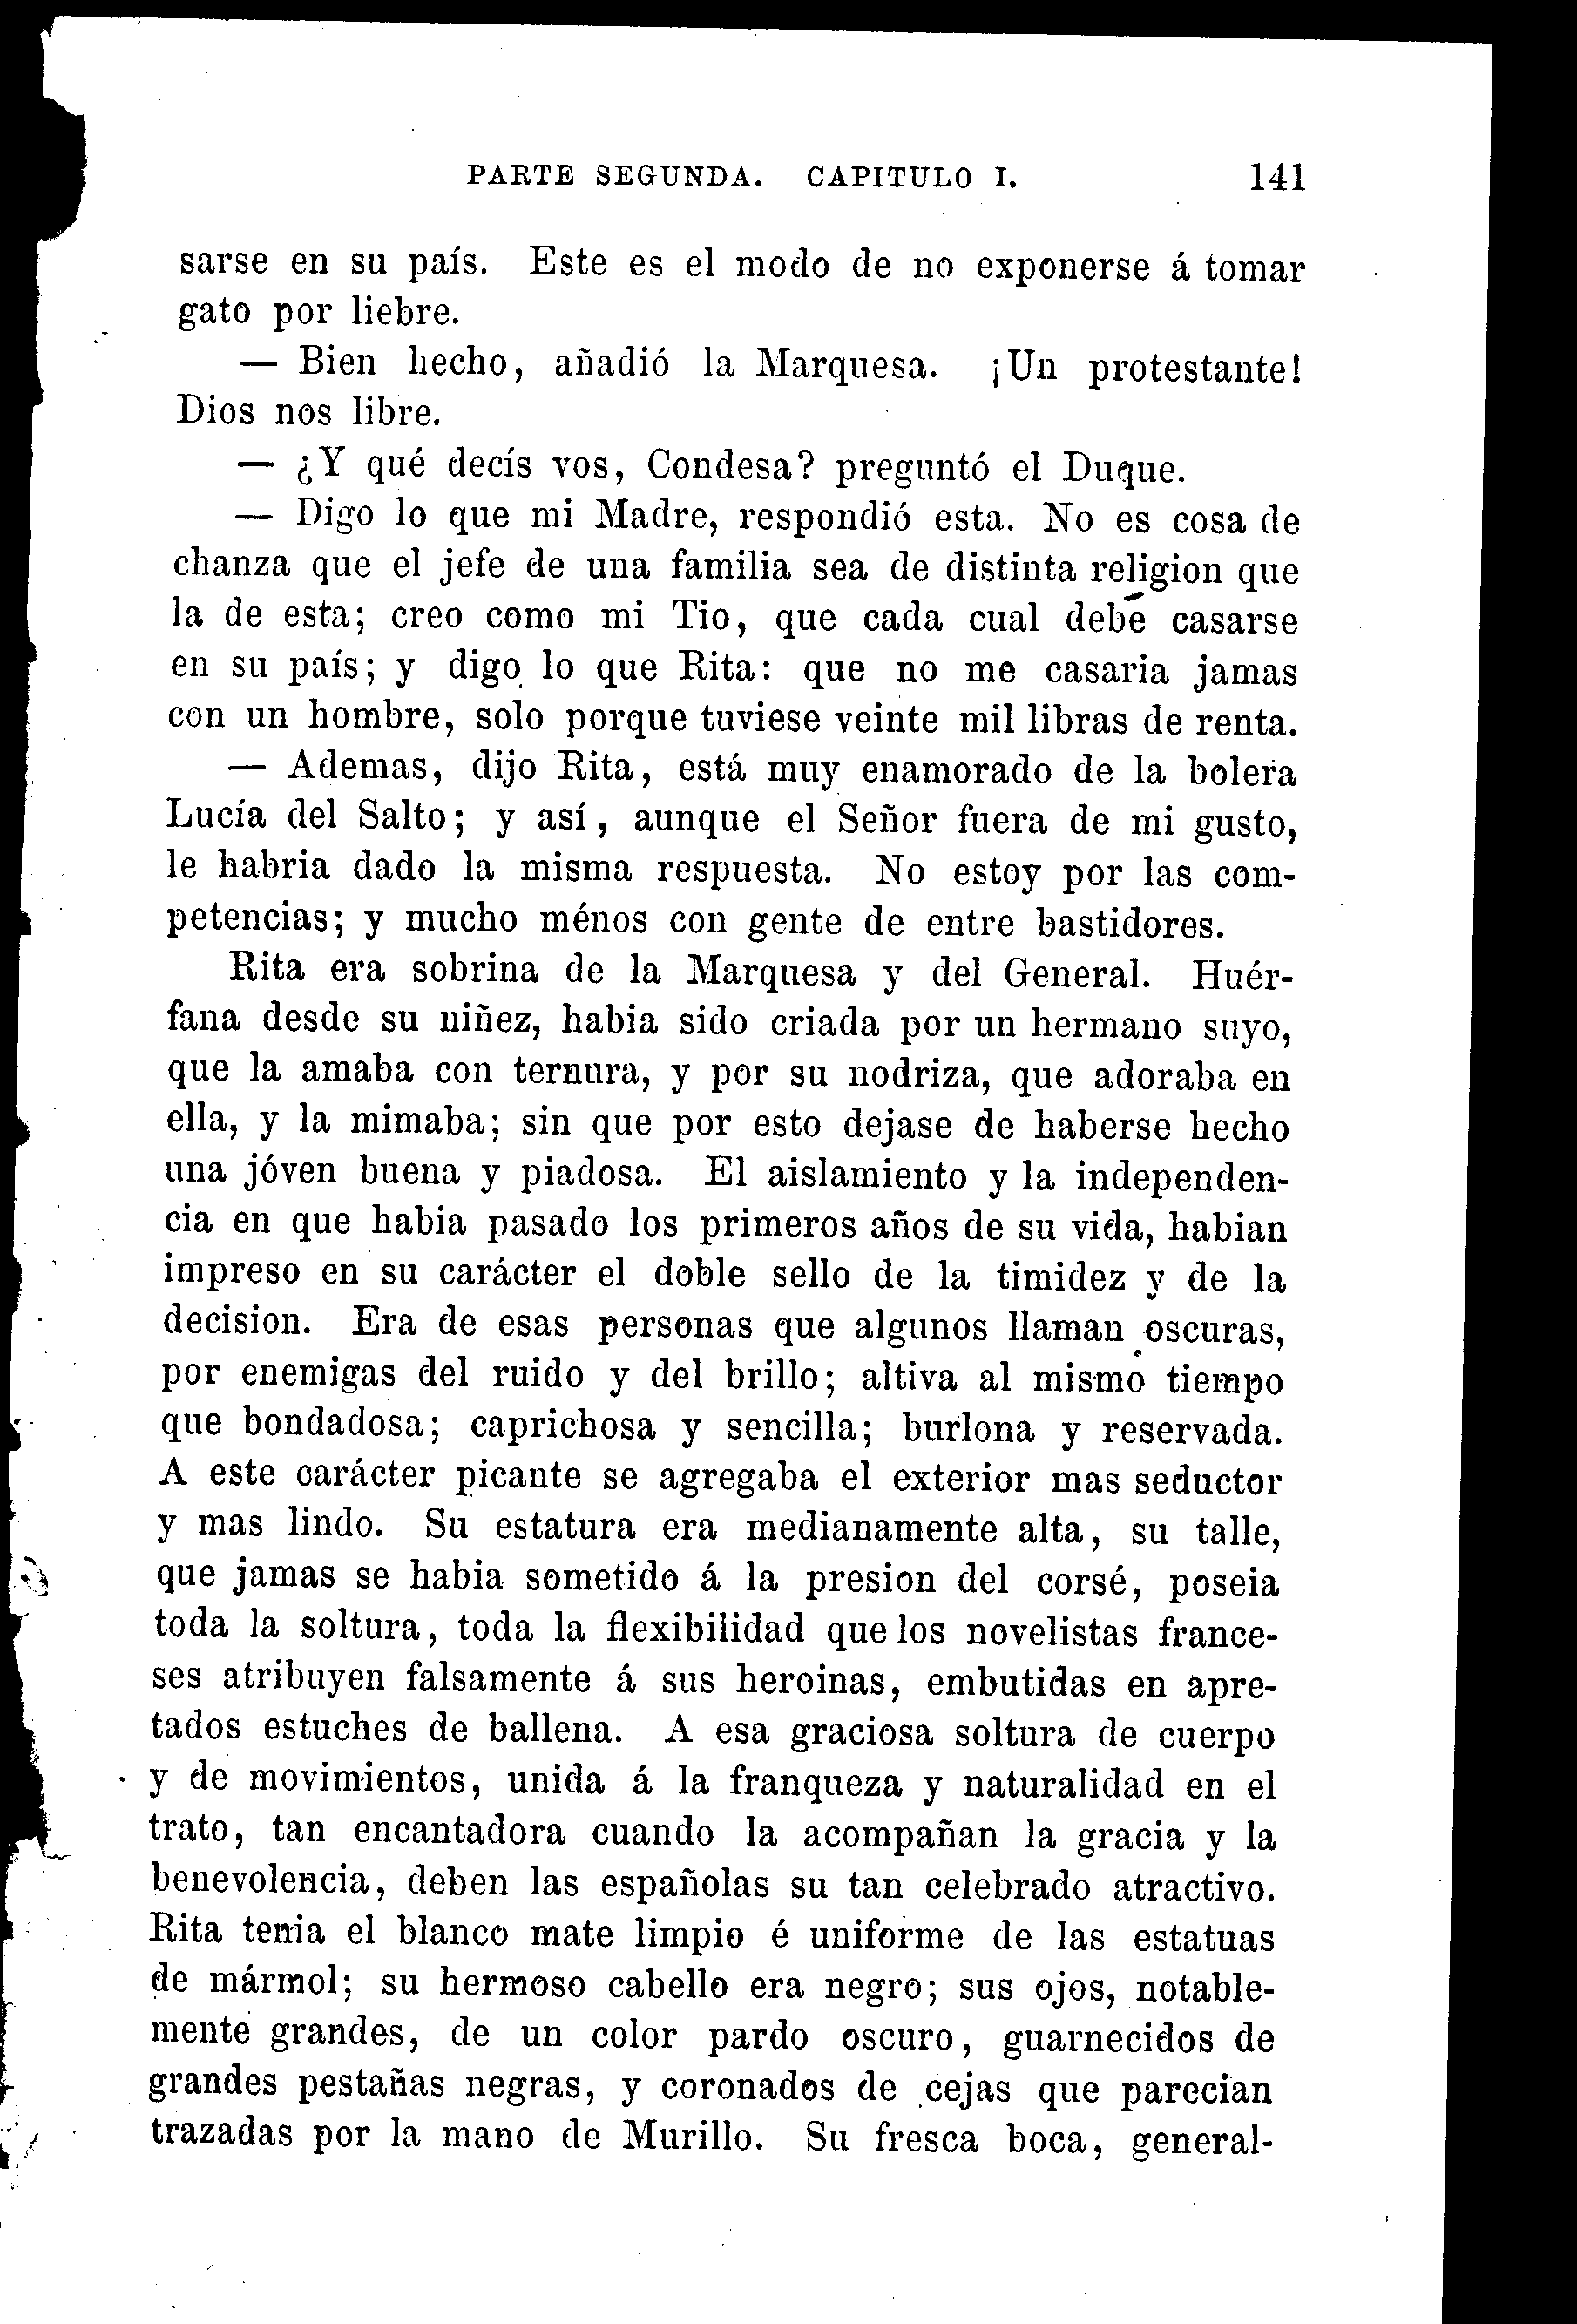 PARTE SEGUNDA. CAPITULO I. 141
sarse en su país. Este es el modo de no exponerse á tomar
gato por liebre.
— Bien hecho, añadió la Marquesa. ¡Un protestante!
Dios nos libre.
— ¿Y qué decís vos, Condesa? preguntó el Duque.
— Digo lo que mi Madre, respondió esta. No es cosa de
chanza que el jefe de una familia sea de distinta religion que
la de esta; creo como mi Tio, que cada cual debe casarse
en su país; y digo lo que Rita: que no me casaria jamas
con un hombre, solo porque tuviese veinte mil libras de renta.
— Ademas, dijo Rita, está muy enamorado de la bolera
Lucía del Salto; y así, aunque el Señor fuera de mi gusto,
le habria dado la misma respuesta. No estoy por las com-
petencias; y mucho ménos con gente de entre bastidores.
Rita era sobrina de la Marquesa y del General. Huér-
fana desde su niñez, habia sido criada por un hermano suyo,
que la amaba con ternura, y por su nodriza, que adoraba en
ella, y la mimaba; sin que por esto dejase de haberse hecho
una jóven buena y piadosa. El aislamiento y la independen-
cia en que habia pasado los primeros años de su vida, habian
impreso en su carácter el doble sello de la timidez y de la
decision. Era de esas personas que algunos llaman oscuras,
por enemigas del ruido y del brillo; altiva al mismo tiempo
que bondadosa; caprichosa y sencilla; burlona y reservada.
A este carácter picante se agregaba el exterior mas seductor
y mas lindo. Su estatura era medianamente alta, su talle,
que jamas se habia sometido á la presion del corsé, poseia
toda la soltura, toda la flexibilidad que los novelistas france-
ses atribuyen falsamente á sus heroinas, embutidas en apre-
tados estuches de ballena. A esa graciosa soltura de cuerpo
y de movimientos, unida á la franqueza y naturalidad en el
trato, tan encantadora cuando la acompañan la gracia y la
benevolencia, deben las españolas su tan celebrado atractivo.
Rita tenia el blanco mate limpio é uniforme de las estatuas
de mármol; su hermoso cabello era negro; sus ojos, notable-
mente grandes, de un color pardo oscuro, guarnecidos de
grandes pestañas negras, y coronados de cejas que parecian
trazadas por la mano de Murillo. Su fresca boca, general-